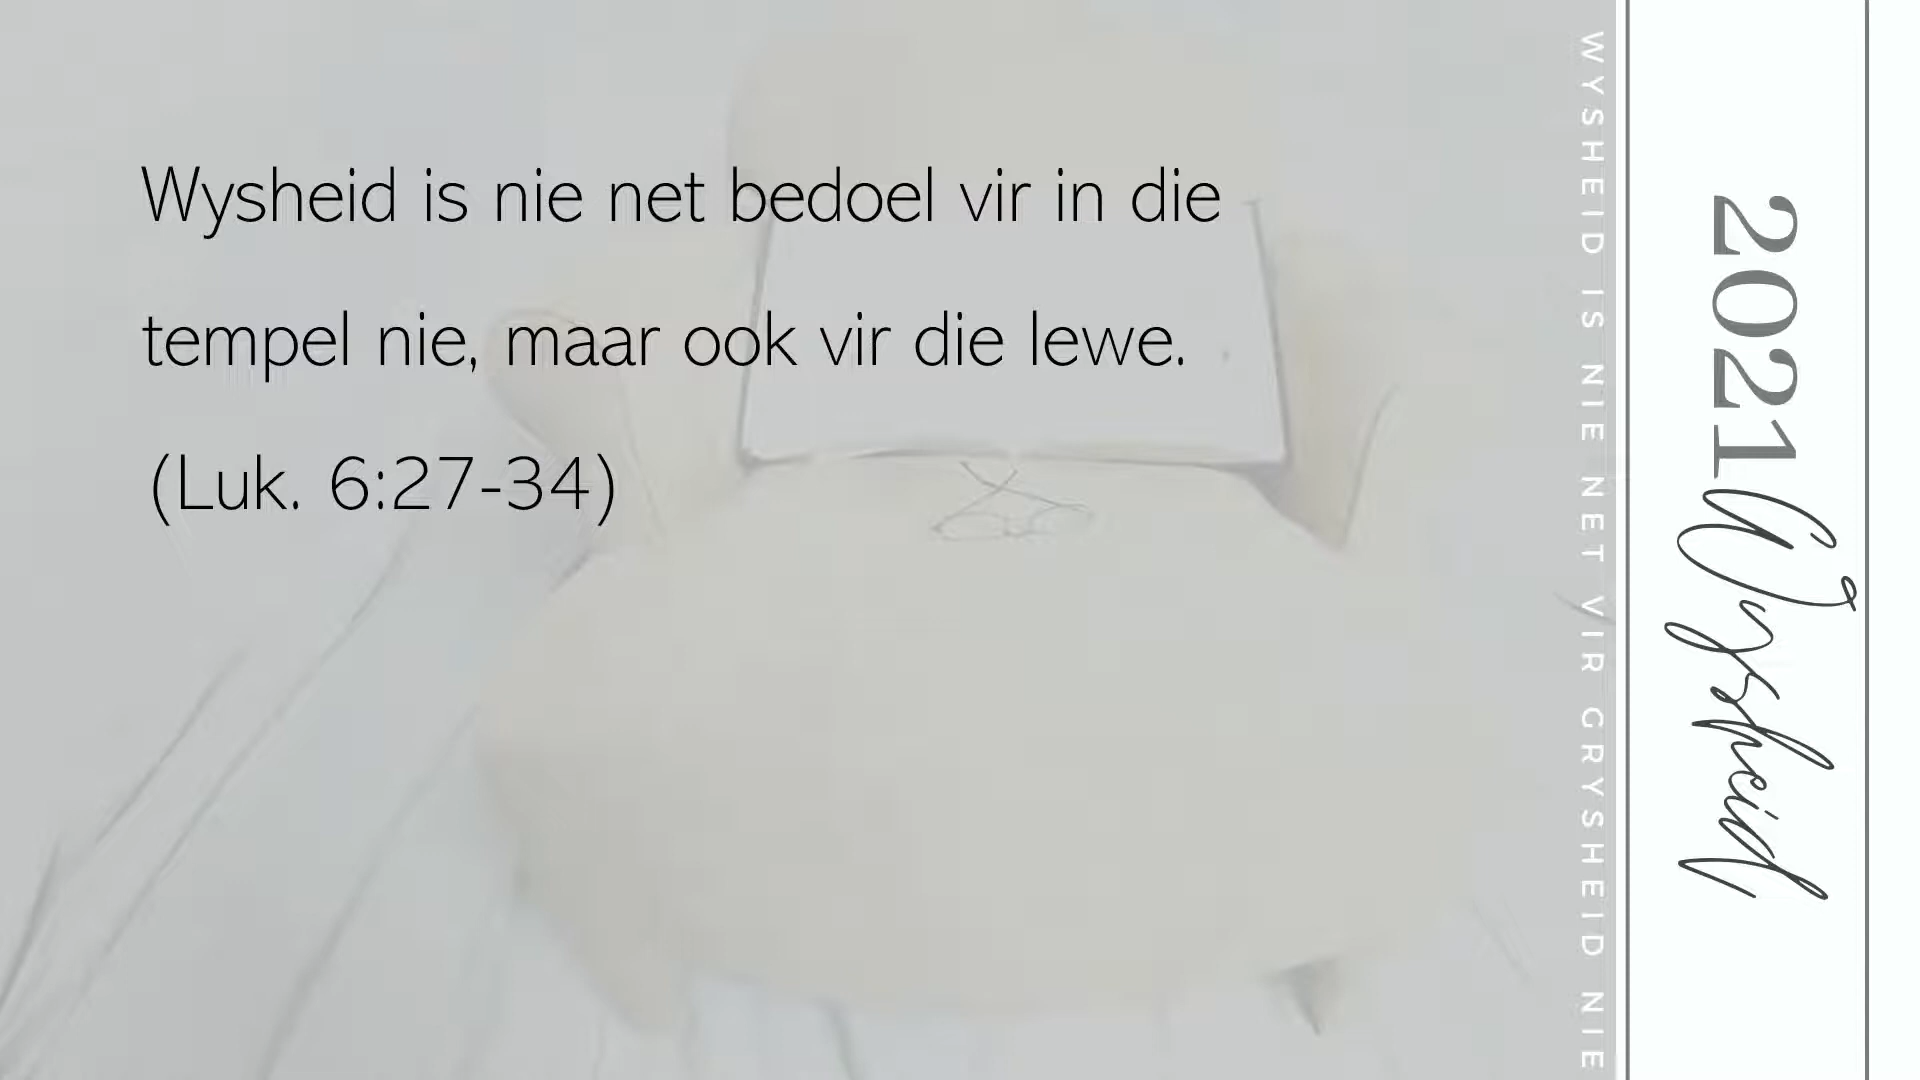 Wysheid is nie net bedoel vir in die
tempel nie, maar ook vir die lewe.
(Luk. 6:27-34)
WYSHEID IS NIE NET VIR GRYSHEID NIE
2021 Wysheid